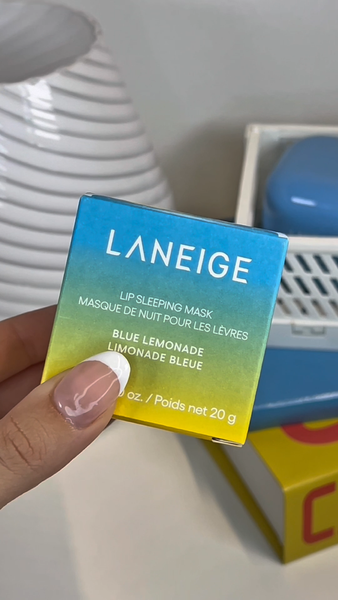 LANEIGE
LIP SLEEPING MASK
MASQUE DE NUIT POUR LES LÈVRES
BLUE LEMONADE
LIMONADE BLEUE
oz. / Poids net 20 g
C